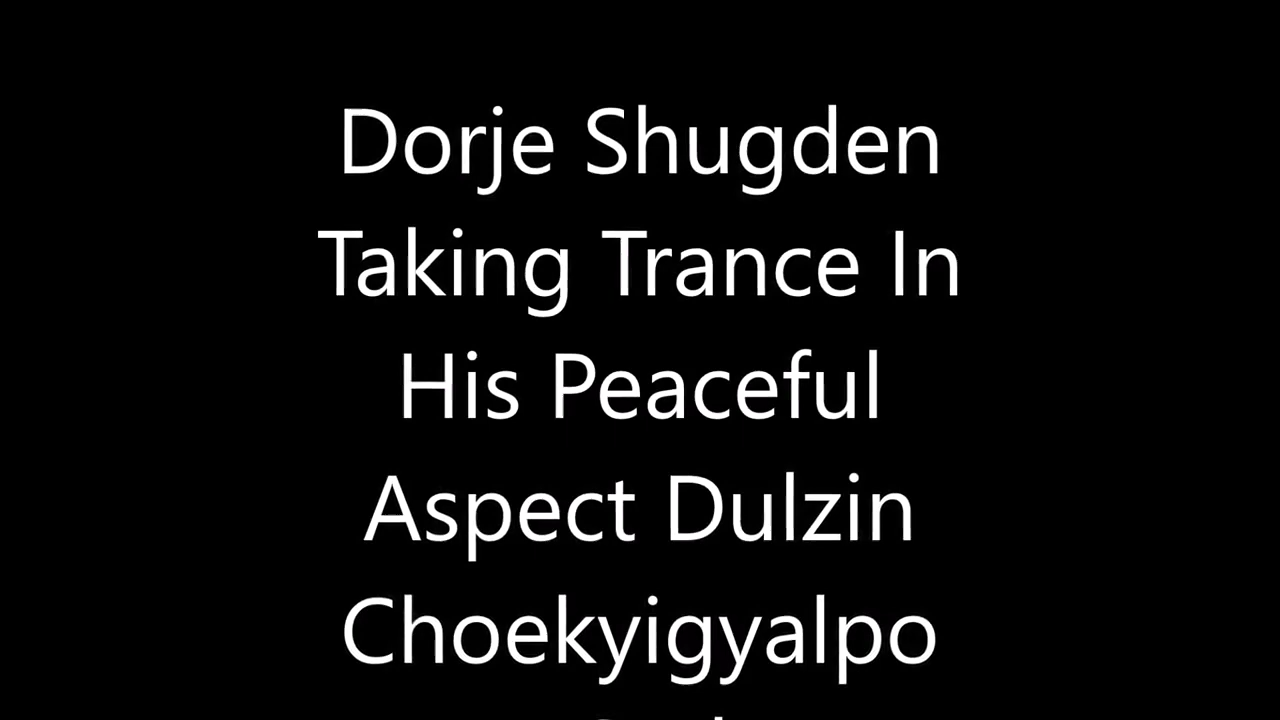 Dorje Shugden
Taking Trance In
His Peaceful
Aspect Dulzin
Choekyigyalpo